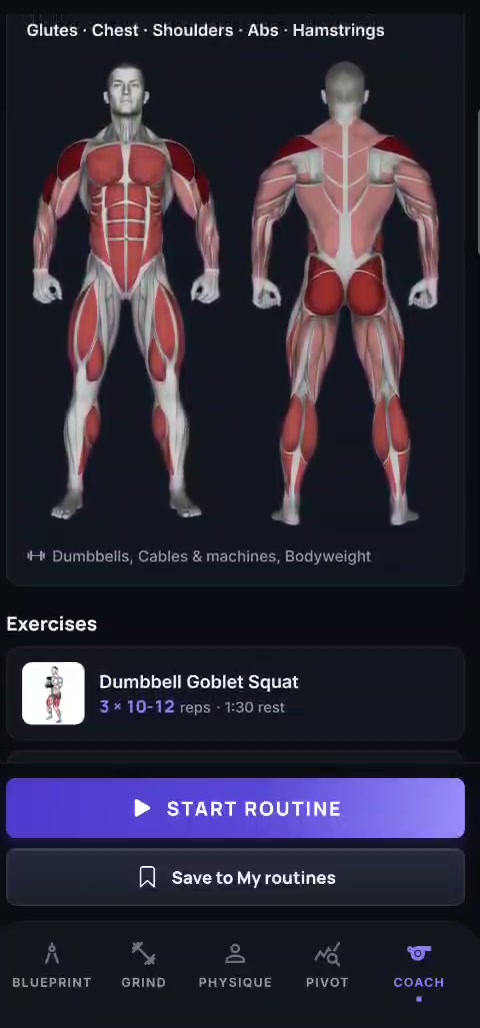 Glutes · Chest · Shoulders · Abs · Hamstrings
Dumbbells, Cables & machines, Bodyweight
Exercises
Dumbbell Goblet Squat
3 × 10-12 reps · 1:30 rest
START ROUTINE
Save to My routines
BLUEPRINT GRIND PHYSIQUE PIVOT COACH